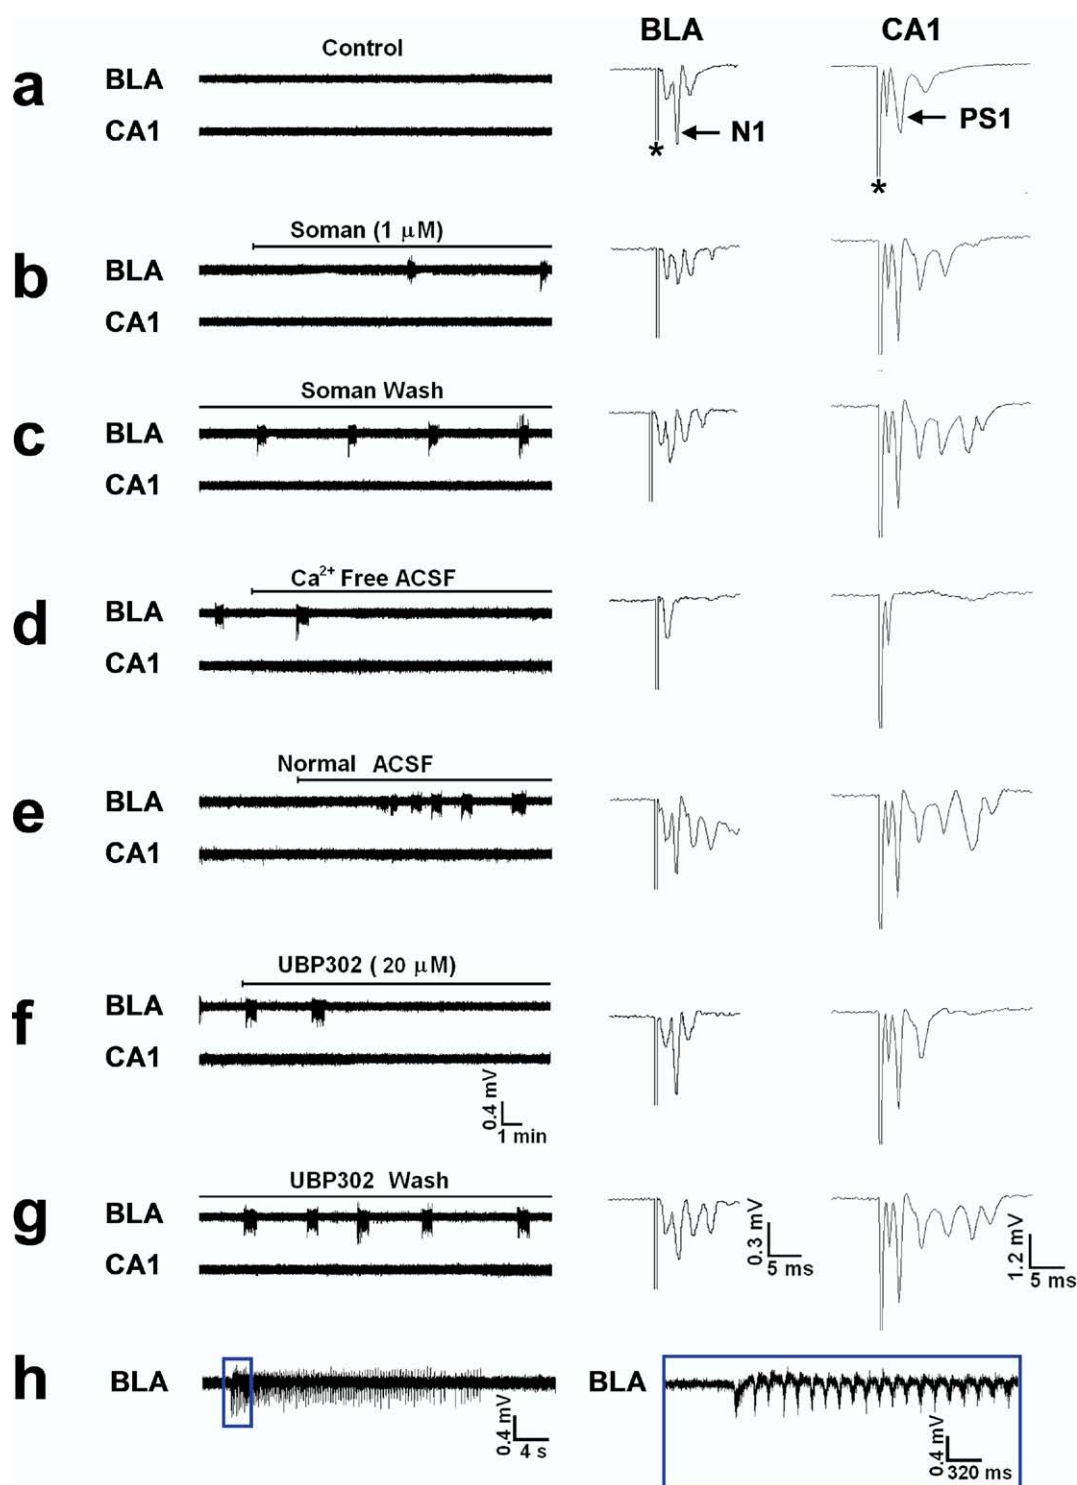 BLA CA1
a Control
BLA
CA1
N1
PS1
*
*
b Soman (1 μM)
BLA
CA1
c Soman Wash
BLA
CA1
d Ca²⁺ Free ACSF
BLA
CA1
e Normal ACSF
BLA
CA1
f UBP302 ( 20 μM)
BLA
CA1
0.4 mV
1 min
g UBP302 Wash
BLA
CA1
0.3 mV
5 ms
1.2 mV
5 ms
h BLA
0.4 mV
4 s
BLA
0.4 mV
320 ms